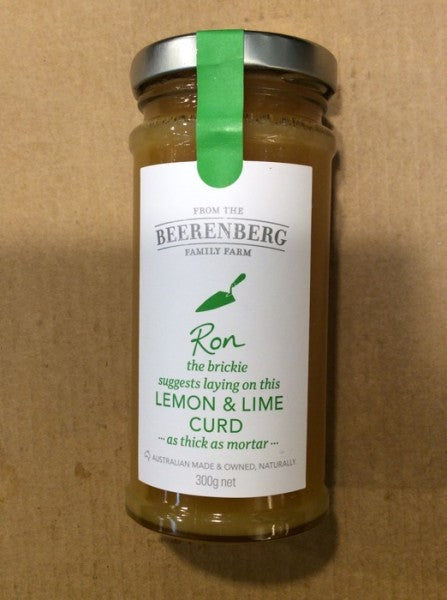 FROM THE
BEERENBERG
FAMILY FARM
Ron
the brickie
suggests laying on this
LEMON & LIME
CURD
... as thick as mortar ...
AUSTRALIAN MADE & OWNED, NATURALLY.
300g net